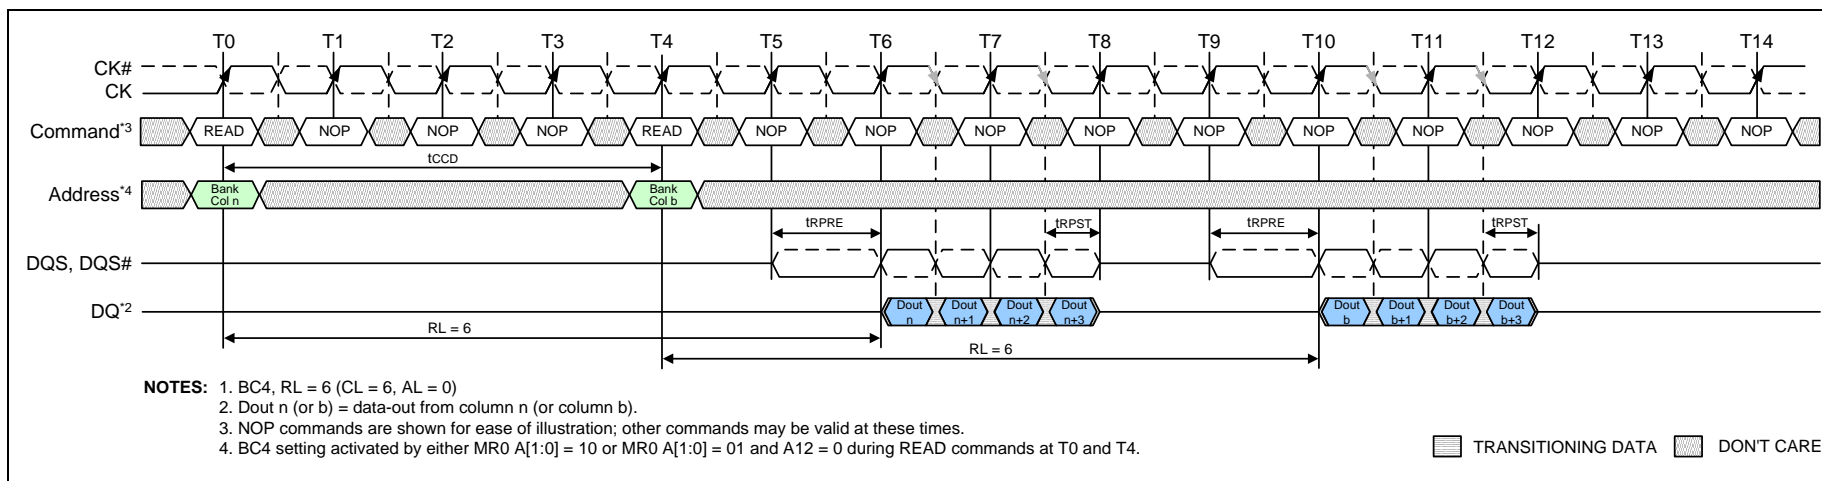 T0 T1 T2 T3 T4 T5 T6 T7 T8 T9 T10 T11 T12 T13 T14
CK#
CK
Command*3 READ NOP NOP NOP READ NOP NOP NOP NOP NOP NOP NOP NOP NOP NOP
tCCD
Address*4 Bank Col n Bank Col b
tRPRE tRPST tRPRE tRPST
DQS, DQS#
DQ*2 Dout n Dout n+1 Dout n+2 Dout n+3 Dout b Dout b+1 Dout b+2 Dout b+3
RL = 6
RL = 6
NOTES: 1. BC4, RL = 6 (CL = 6, AL = 0)
2. Dout n (or b) = data-out from column n (or column b).
3. NOP commands are shown for ease of illustration; other commands may be valid at these times.
4. BC4 setting activated by either MR0 A[1:0] = 10 or MR0 A[1:0] = 01 and A12 = 0 during READ commands at T0 and T4.
TRANSITIONING DATA DON'T CARE